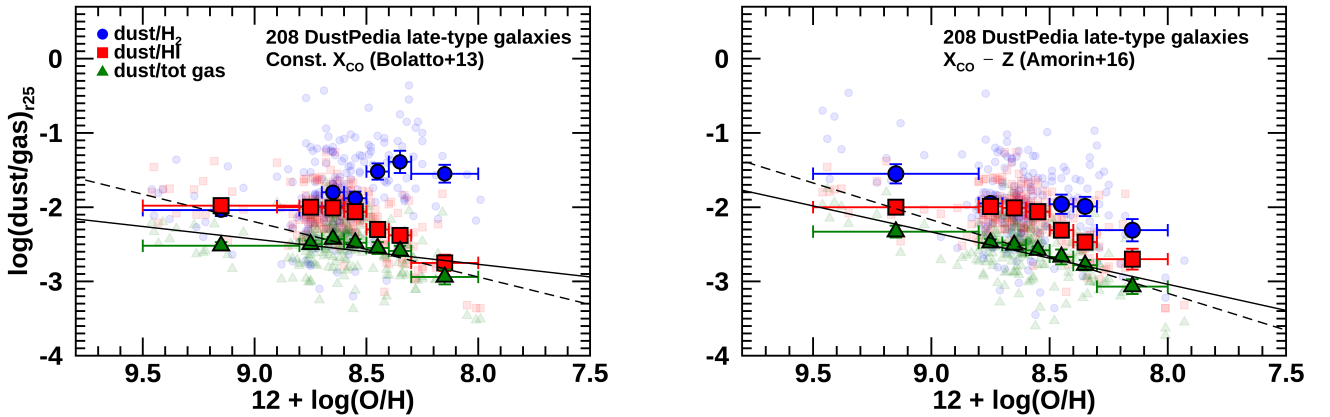 dust/H2
dust/HI
dust/tot gas
208 DustPedia late-type galaxies
Const. XCO (Bolatto+13)
log(dust/gas)r25
0
-1
-2
-3
-4
9.5 9.0 8.5 8.0 7.5
12 + log(O/H)
208 DustPedia late-type galaxies
XCO − Z (Amorin+16)
0
-1
-2
-3
-4
9.5 9.0 8.5 8.0 7.5
12 + log(O/H)